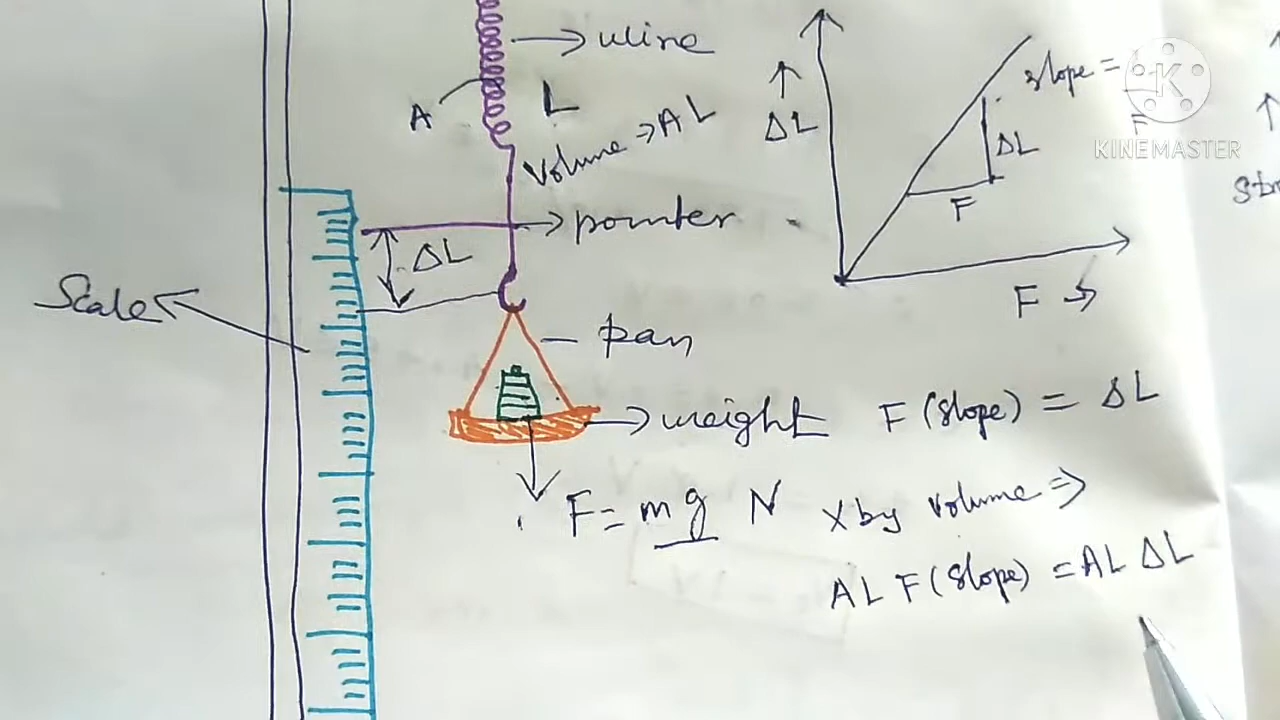 wire
A
L
Volume → AL
pointer
ΔL
Scale
pan
weight
F = mg N
ΔL
slope =
F
ΔL
F
F
K
KINEMASTER
F (slope) = ΔL
X by volume ⇒
AL F (slope) = AL ΔL